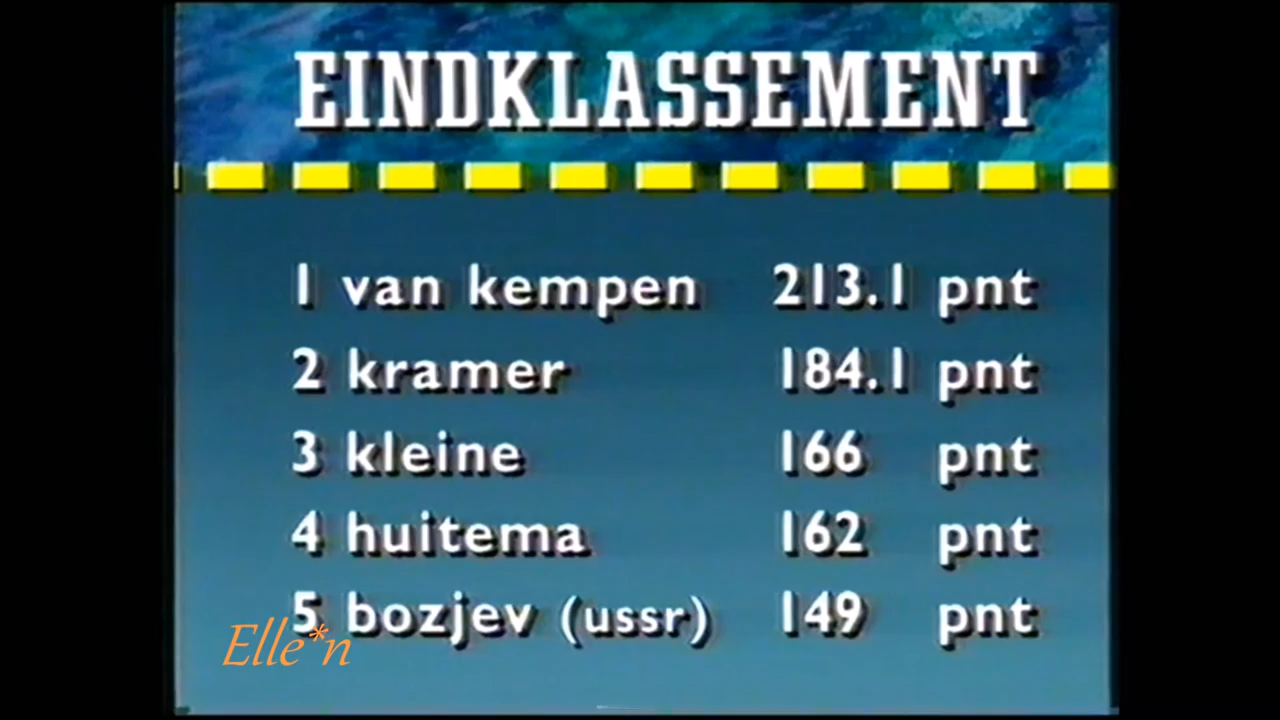 EINDKLASSEMENT
1 van kempen 213.1 pnt
2 kramer 184.1 pnt
3 kleine 166 pnt
4 huitema 162 pnt
5 bozjev (ussr) 149 pnt
Elle*n